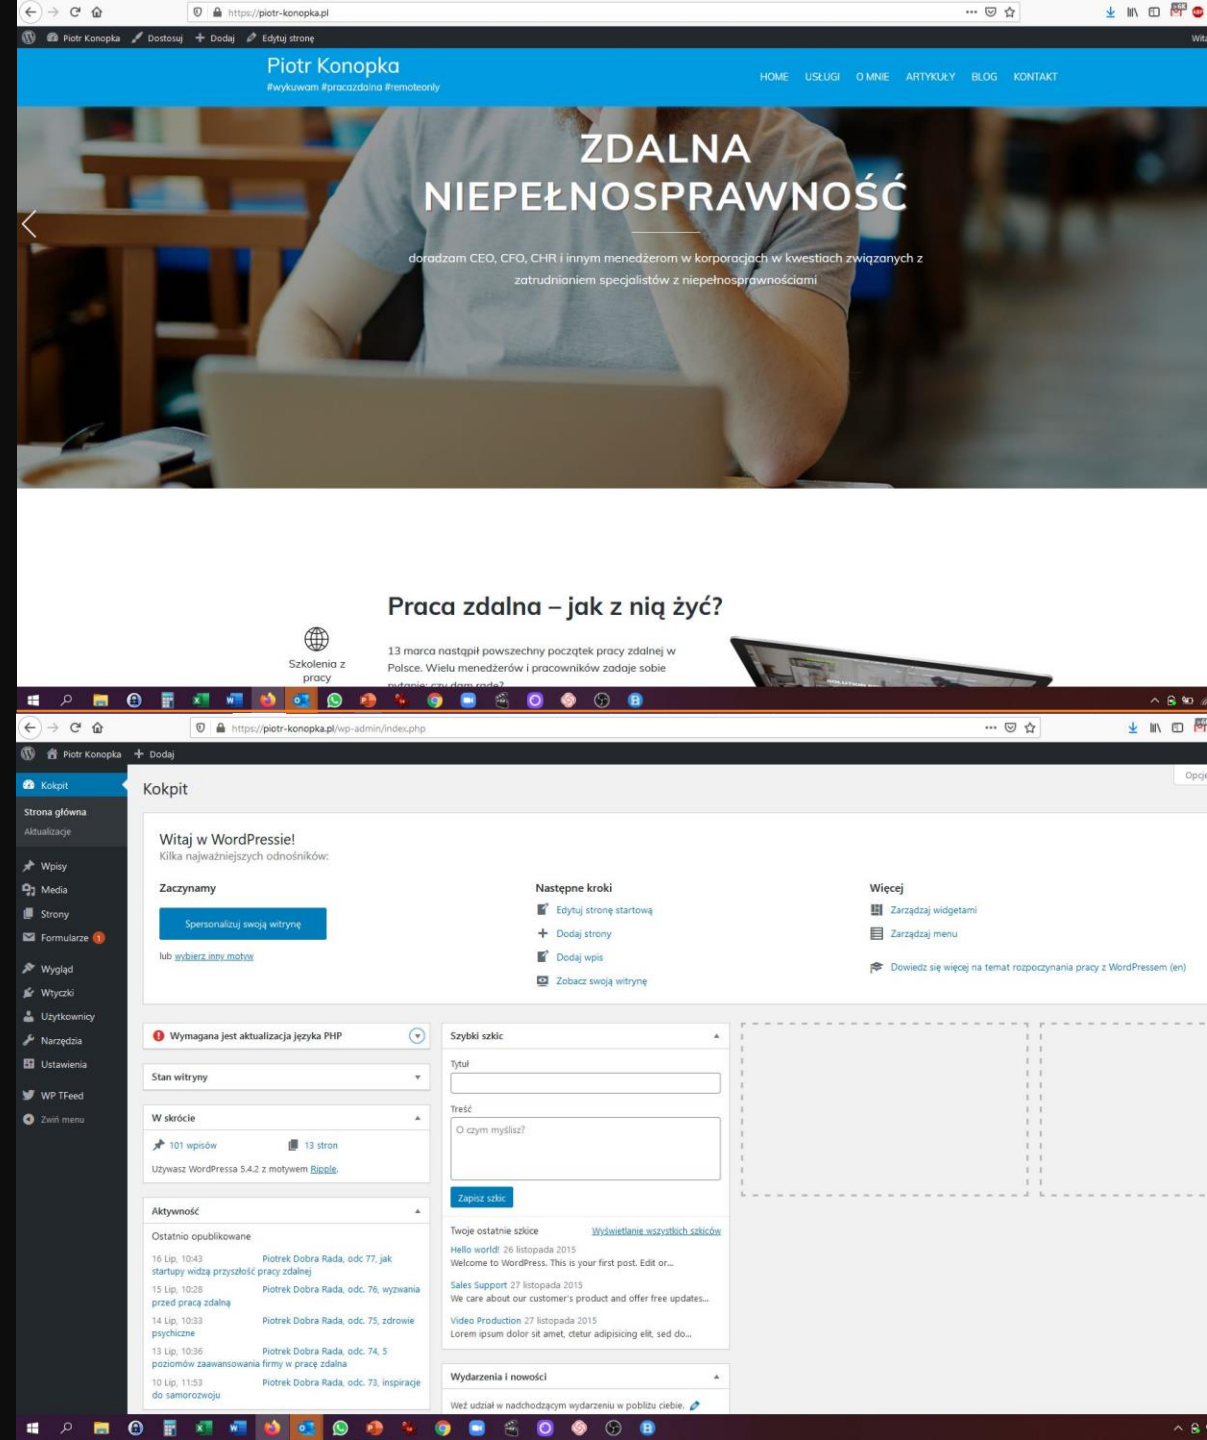 https://piotr-konopka.pl
Piotr Konopka Dostosuj + Dodaj Edytuj stronę
Piotr Konopka
#wykuwam #pracazdalna #remoteonly
HOME USŁUGI O MNIE ARTYKUŁY BLOG KONTAKT
ZDALNA
NIEPEŁNOSPRAWNOŚĆ
doradzam CEO, CFO, CHR i innym menedżerom w korporacjach w kwestiach związanych z
zatrudnianiem specjalistów z niepełnosprawnościami
Praca zdalna – jak z nią żyć?
Szkolenia z
pracy
13 marca nastąpił powszechny początek pracy zdalnej w
Polsce. Wielu menedżerów i pracowników zadaje sobie
pytanie: czy dam radę?
https://piotr-konopka.pl/wp-admin/index.php
Piotr Konopka + Dodaj
Kokpit
Strona główna
Aktualizacje
Wpisy
Media
Strony
Formularze 1
Wygląd
Wtyczki
Użytkownicy
Narzędzia
Ustawienia
WP TFeed
Zwiń menu
Kokpit
Witaj w WordPressie!
Kilka najważniejszych odnośników:
Zaczynamy
Spersonalizuj swoją witrynę
lub wybierz inny motyw
Następne kroki
Edytuj stronę startową
Dodaj strony
Dodaj wpis
Zobacz swoją witrynę
Więcej
Zarządzaj widgetami
Zarządzaj menu
Dowiedz się więcej na temat rozpoczynania pracy z WordPressem (en)
Wymagana jest aktualizacja języka PHP
Stan witryny
W skrócie
101 wpisów 13 stron
Używasz WordPressa 5.4.2 z motywem Ripple.
Aktywność
Ostatnio opublikowane
16 Lip, 10:43 Piotrek Dobra Rada, odc 77, jak
startupy widzą przyszłość pracy zdalnej
15 Lip, 10:28 Piotrek Dobra Rada, odc. 76, wyzwania
przed pracą zdalną
14 Lip, 10:33 Piotrek Dobra Rada, odc. 75, zdrowie
psychiczne
13 Lip, 10:36 Piotrek Dobra Rada, odc. 74, 5
poziomów zaawansowania firmy w pracę zdalna
10 Lip, 11:53 Piotrek Dobra Rada, odc. 73, inspiracje
do samorozwoju
Szybki szkic
Tytuł
Treść
O czym myślisz?
Zapisz szkic
Twoje ostatnie szkice Wyświetlanie wszystkich szkiców
Hello world! 26 listopada 2015
Welcome to WordPress. This is your first post. Edit or...
Sales Support 27 listopada 2015
We care about our customer's product and offer free updates...
Video Production 27 listopada 2015
Lorem ipsum dolor sit amet, ctetur adipisicing elit, sed do...
Wydarzenia i nowości
Weź udział w nadchodzącym wydarzeniu w pobliżu ciebie.